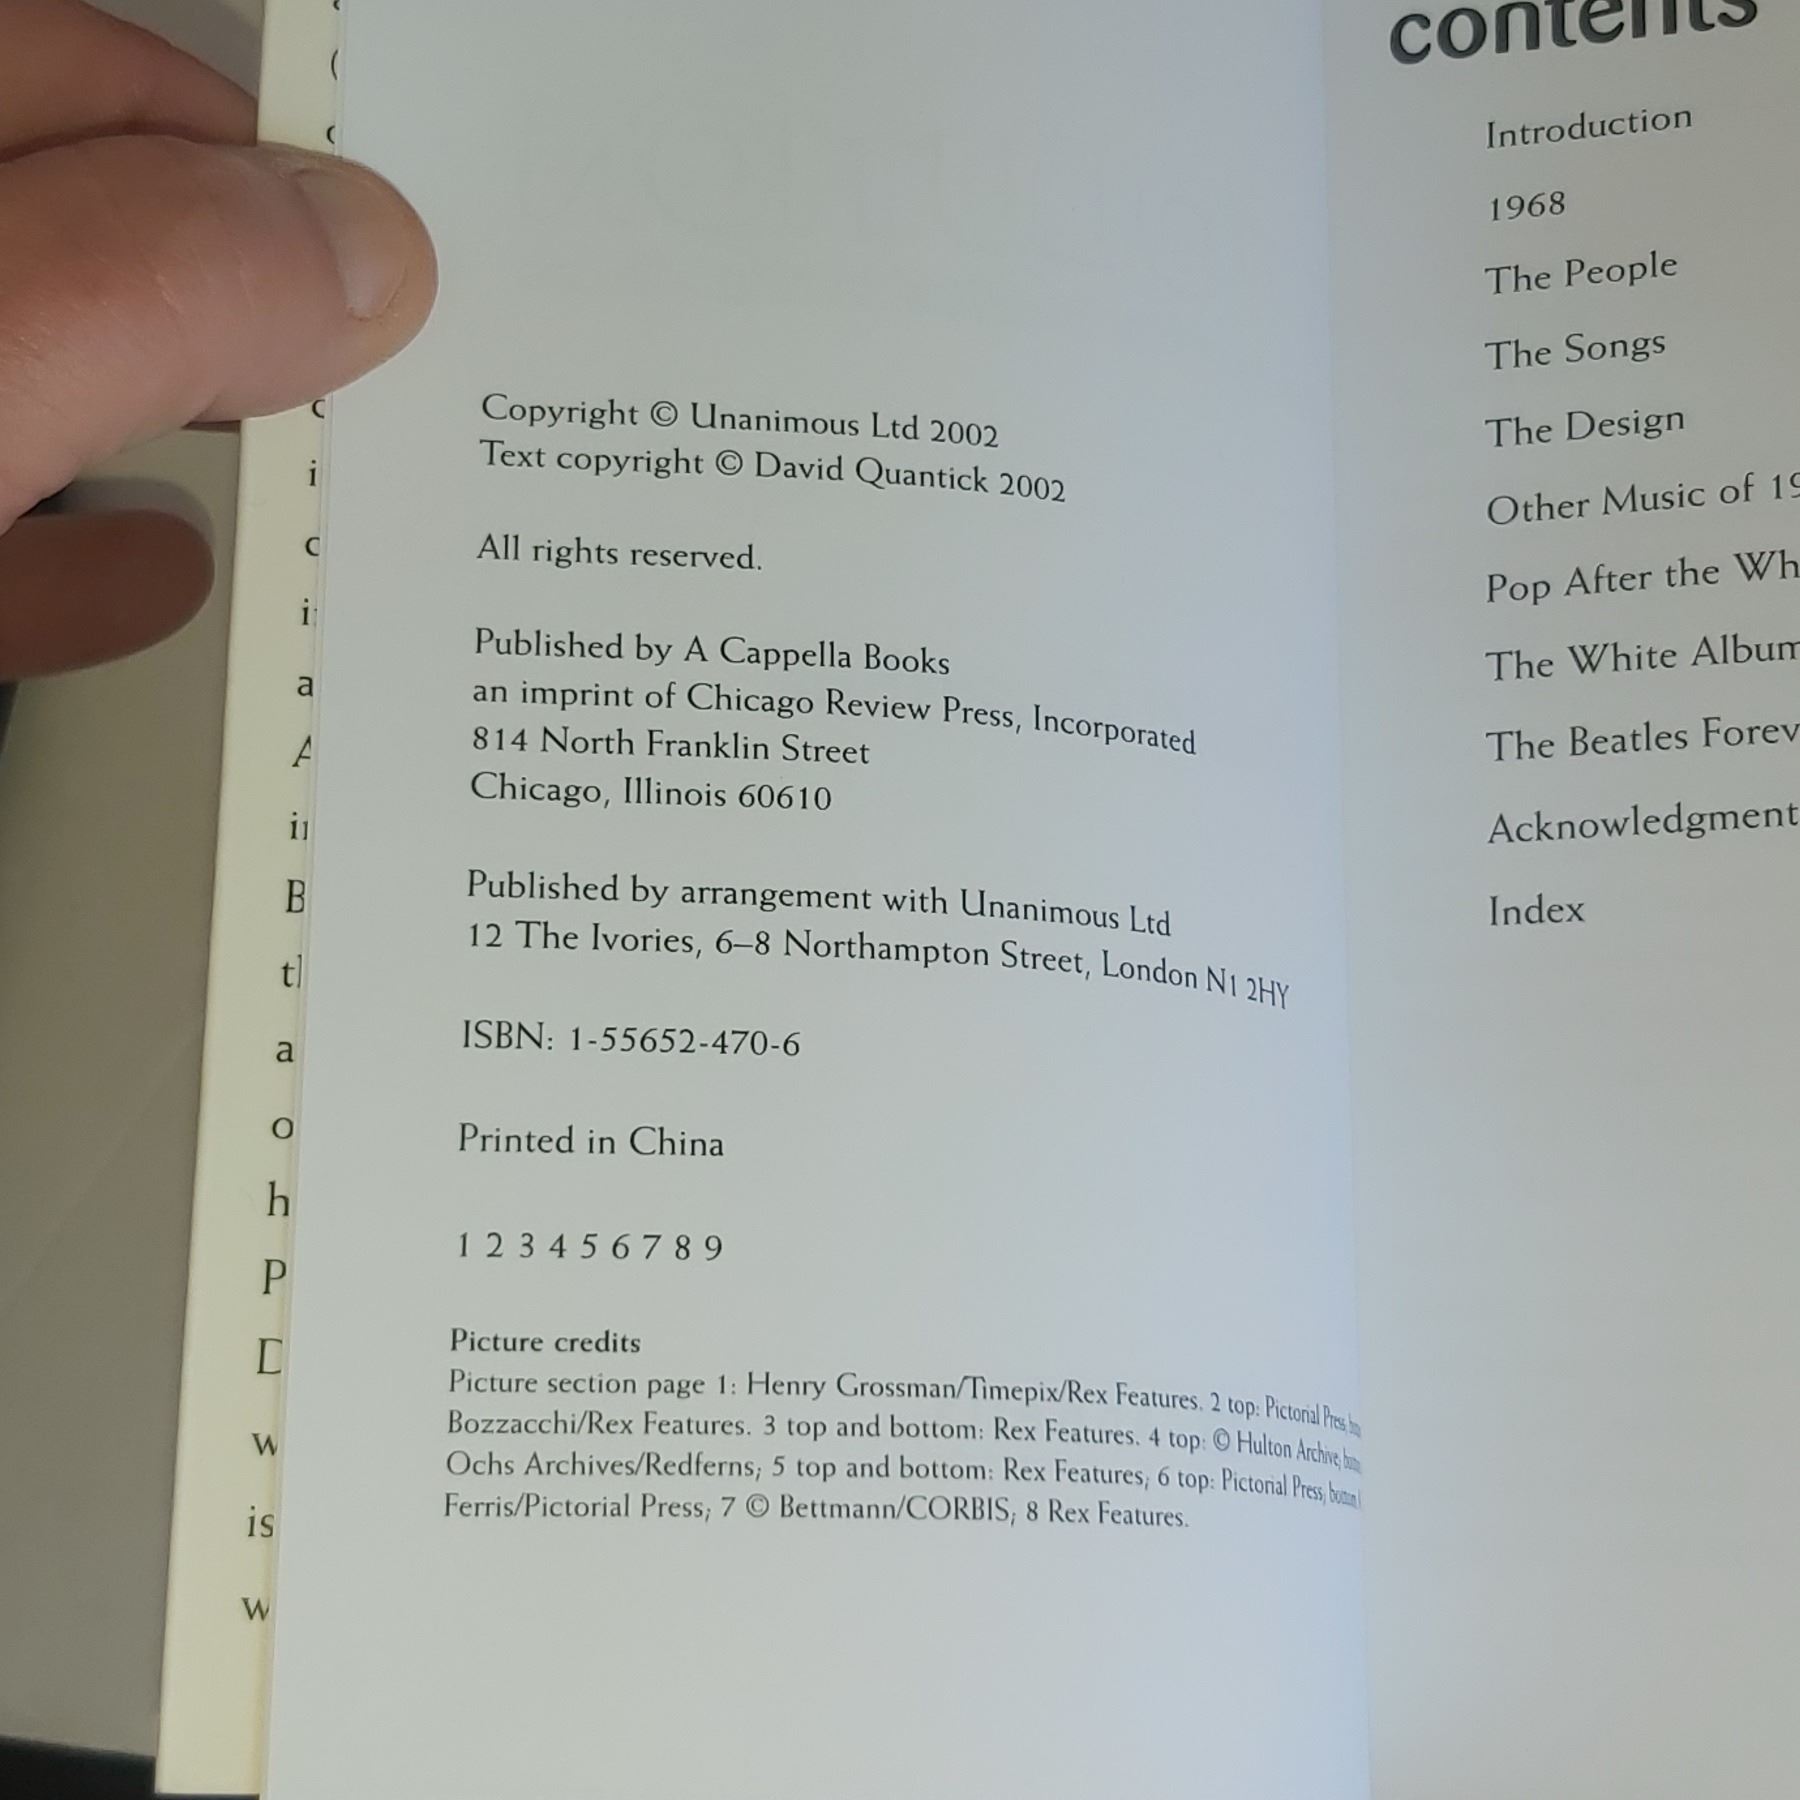 Copyright © Unanimous Ltd 2002
Text copyright © David Quantick 2002
All rights reserved.
Published by A Cappella Books
an imprint of Chicago Review Press, Incorporated
814 North Franklin Street
Chicago, Illinois 60610
Published by arrangement with Unanimous Ltd
12 The Ivories, 6–8 Northampton Street, London N1 2HY
ISBN: 1-55652-470-6
Printed in China
1 2 3 4 5 6 7 8 9
Picture credits
Picture section page 1: Henry Grossman/Timepix/Rex Features. 2 top: Pictorial Press,
Bozzacchi/Rex Features. 3 top and bottom: Rex Features. 4 top: © Hulton Archive,
Ochs Archives/Redferns; 5 top and bottom: Rex Features; 6 top: Pictorial Press; bottom
Ferris/Pictorial Press; 7 © Bettmann/CORBIS; 8 Rex Features.
contents
Introduction
1968
The People
The Songs
The Design
Other Music of
Pop After the
The White Album
The Beatles
Index